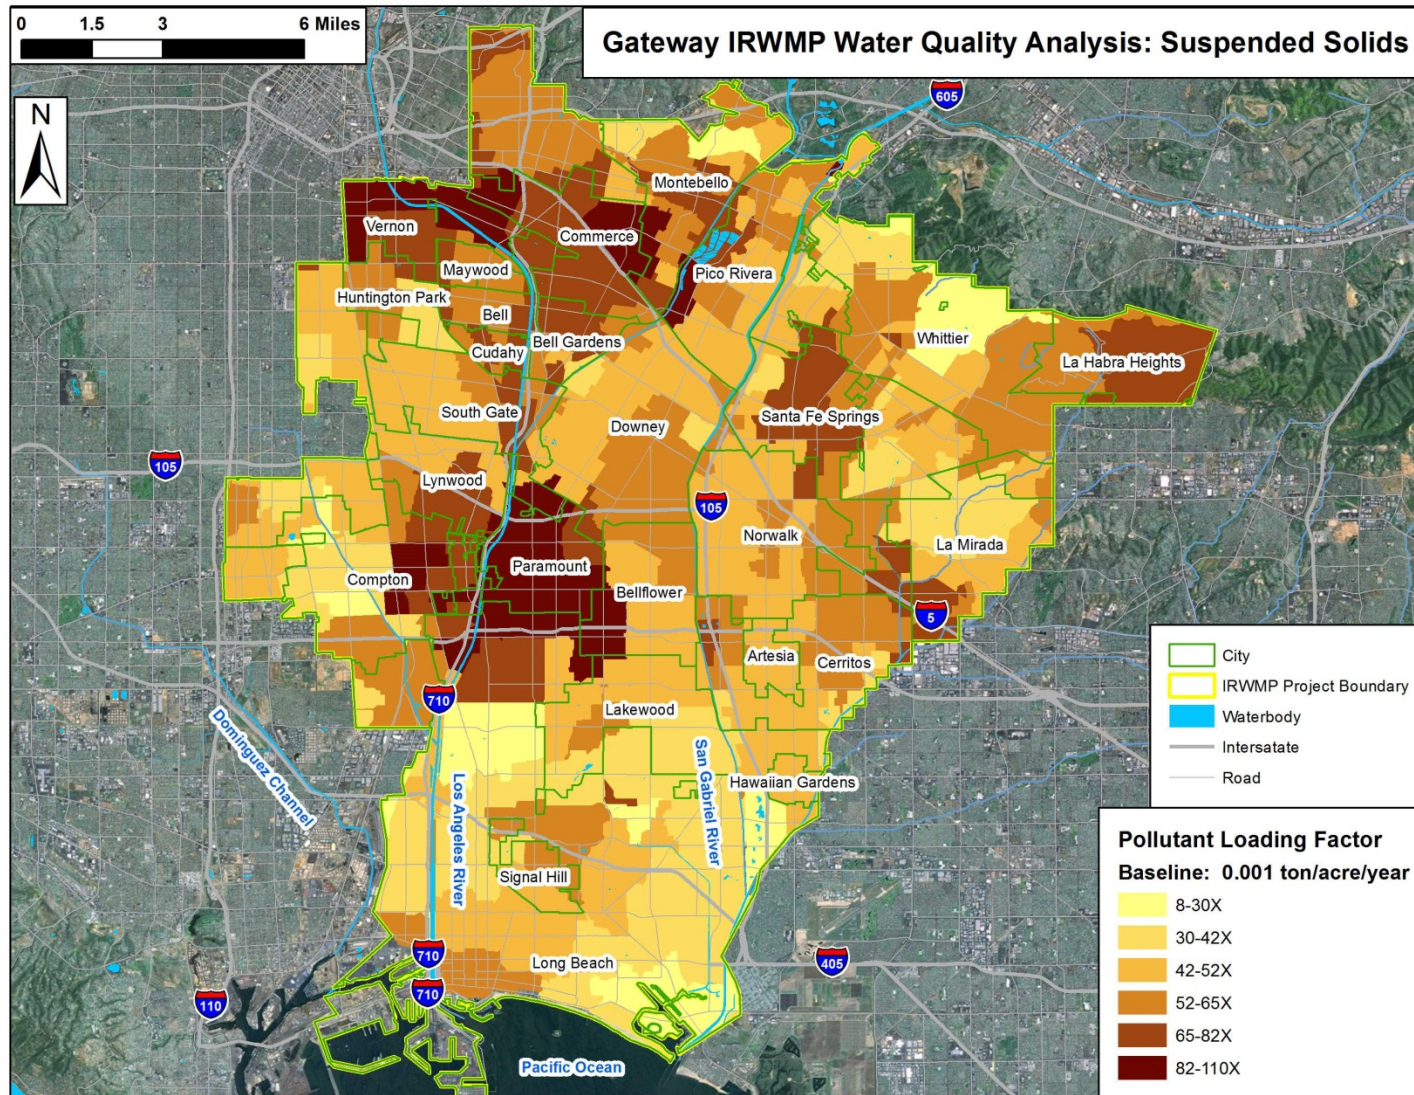 0 1.5 3 6 Miles
Gateway IRWMP Water Quality Analysis: Suspended Solids
N
605
Montebello
Vernon
Commerce
Maywood
Pico Rivera
Huntington Park
Bell
Bell Gardens
Whittier
Cudahy
La Habra Heights
South Gate
Santa Fe Springs
Downey
105
Lynwood
105
Norwalk
La Mirada
Paramount
Compton
Bellflower
5
Artesia
Cerritos
710
Lakewood
Dominguez Channel
Los Angeles River
San Gabriel River
Hawaiian Gardens
Signal Hill
710
Long Beach
405
710
110
Pacific Ocean
City
IRWMP Project Boundary
Waterbody
Intersatate
Road
Pollutant Loading Factor
Baseline: 0.001 ton/acre/year
8-30X
30-42X
42-52X
52-65X
65-82X
82-110X